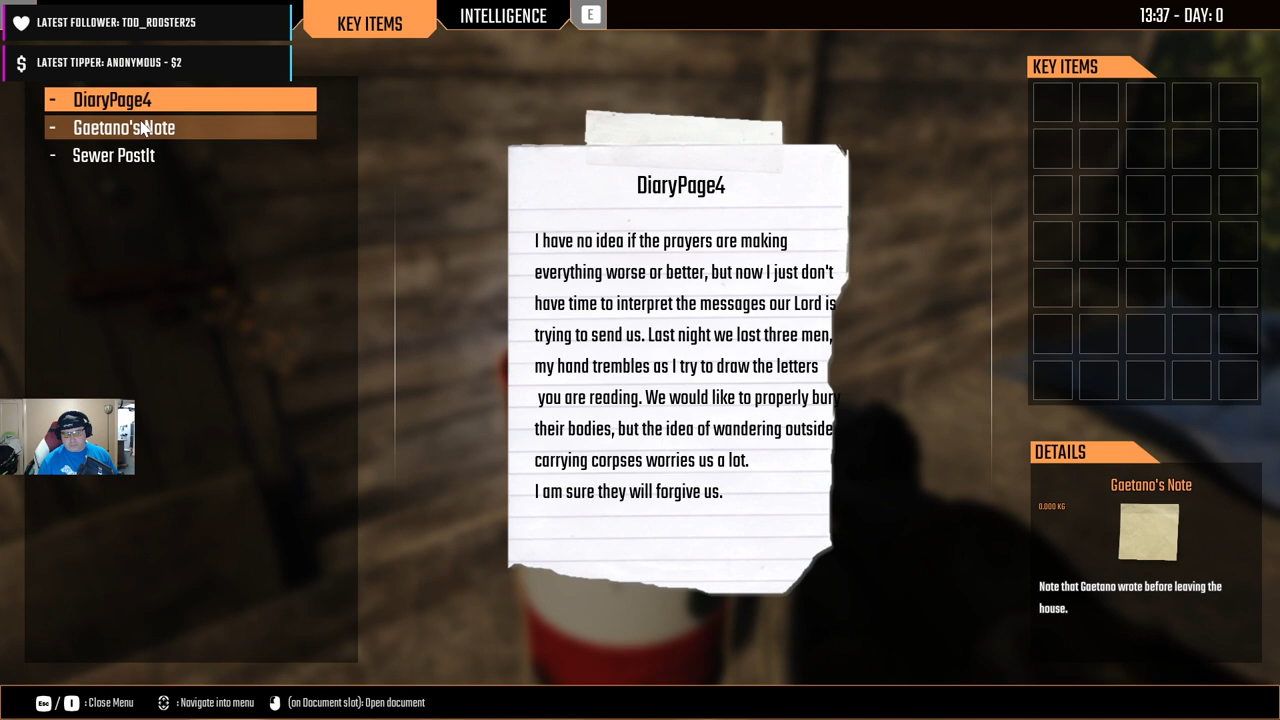 LATEST FOLLOWER: TOD_ROOSTER25
LATEST TIPPER: ANONYMOUS - $2
KEY ITEMS
INTELLIGENCE
E
13:37 - DAY: 0
- DiaryPage4
- Gaetano's Note
- Sewer PostIt
DiaryPage4
I have no idea if the prayers are making
everything worse or better, but now I just don't
have time to interpret the messages our Lord is
trying to send us. Last night we lost three men,
my hand trembles as I try to draw the letters
you are reading. We would like to properly bury
their bodies, but the idea of wandering outside
carrying corpses worries us a lot.
I am sure they will forgive us.
KEY ITEMS
DETAILS
Gaetano's Note
0.000 KG
Note that Gaetano wrote before leaving the
house.
Esc / I : Close Menu : Navigate into menu (on Document slot): Open document